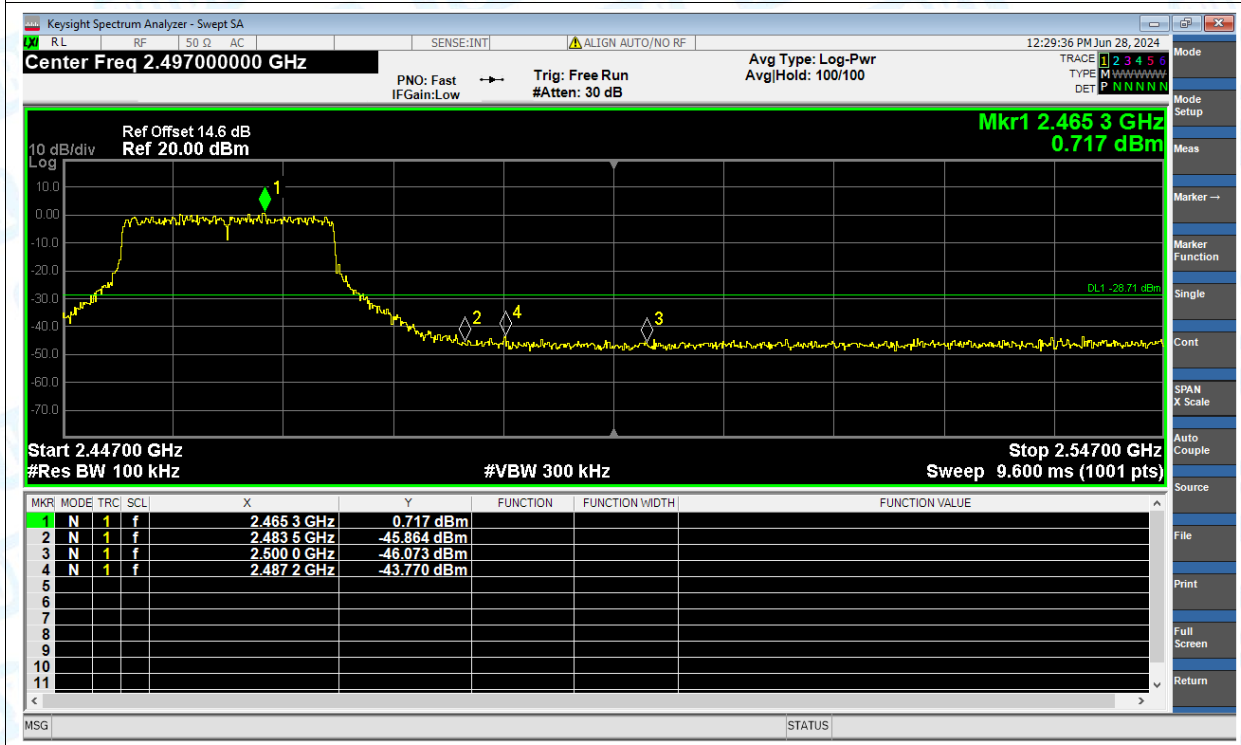 Keysight Spectrum Analyzer - Swept SA
LXI RL RF 50 Ω AC SENSE:INT ALIGN AUTO/NO RF 12:29:36 PM Jun 28, 2024
Center Freq 2.497000000 GHz
PNO: Fast
IFGain:Low
Trig: Free Run
#Atten: 30 dB
Avg Type: Log-Pwr
Avg|Hold: 100/100
TRACE 1 2 3 4 5 6
TYPE M WWWWW
DET P N N N N N
Mkr1 2.465 3 GHz
0.717 dBm
Ref Offset 14.6 dB
10 dB/div Ref 20.00 dBm
Log
10.0
0.00
-10.0
-20.0
-30.0
-40.0
-50.0
-60.0
-70.0
1
2
4
3
DL1 -28.71 dBm
Start 2.44700 GHz
Stop 2.54700 GHz
#Res BW 100 kHz
#VBW 300 kHz
Sweep 9.600 ms (1001 pts)
MKR MODE TRC SCL X Y FUNCTION FUNCTION WIDTH FUNCTION VALUE
1 N 1 f 2.465 3 GHz 0.717 dBm
2 N 1 f 2.483 5 GHz -45.864 dBm
3 N 1 f 2.500 0 GHz -46.073 dBm
4 N 1 f 2.487 2 GHz -43.770 dBm
5
6
7
8
9
10
11
MSG
STATUS
Mode
Mode
Setup
Meas
Marker →
Marker
Function
Single
Cont
SPAN
X Scale
Auto
Couple
Source
File
Print
Full
Screen
Return